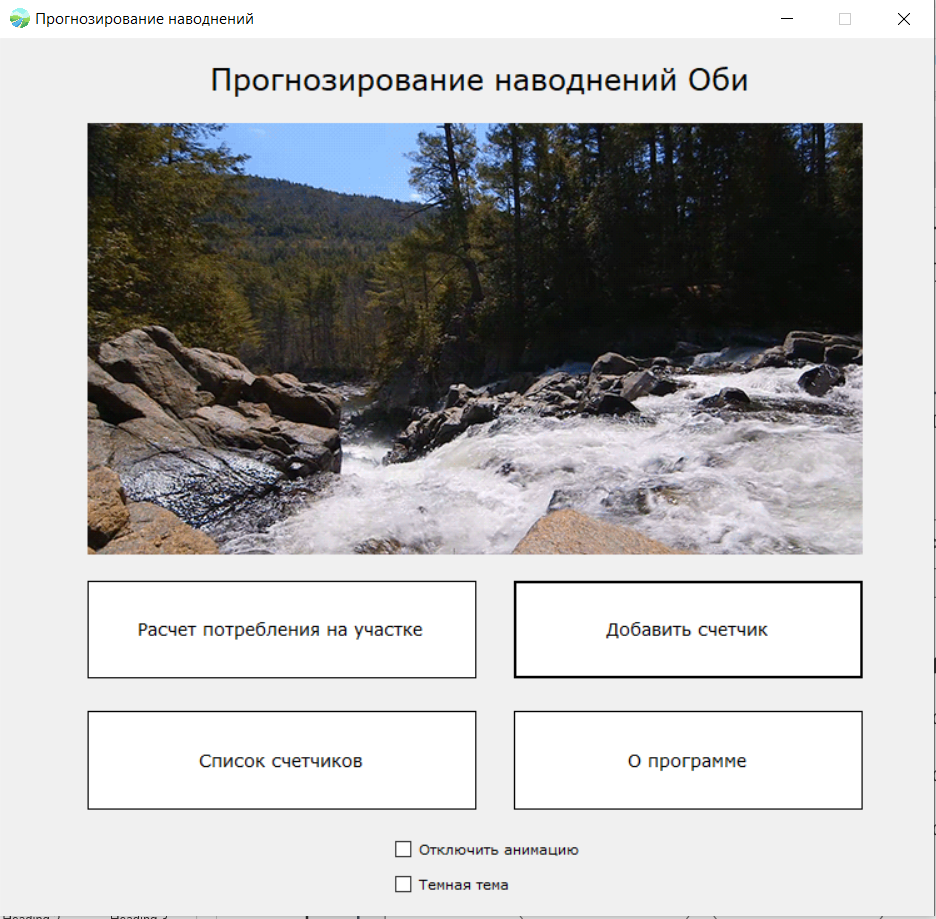 Прогнозирование наводнений
Прогнозирование наводнений Оби
Расчет потребления на участке
Добавить счетчик
Список счетчиков
О программе
Отключить анимацию
Темная тема